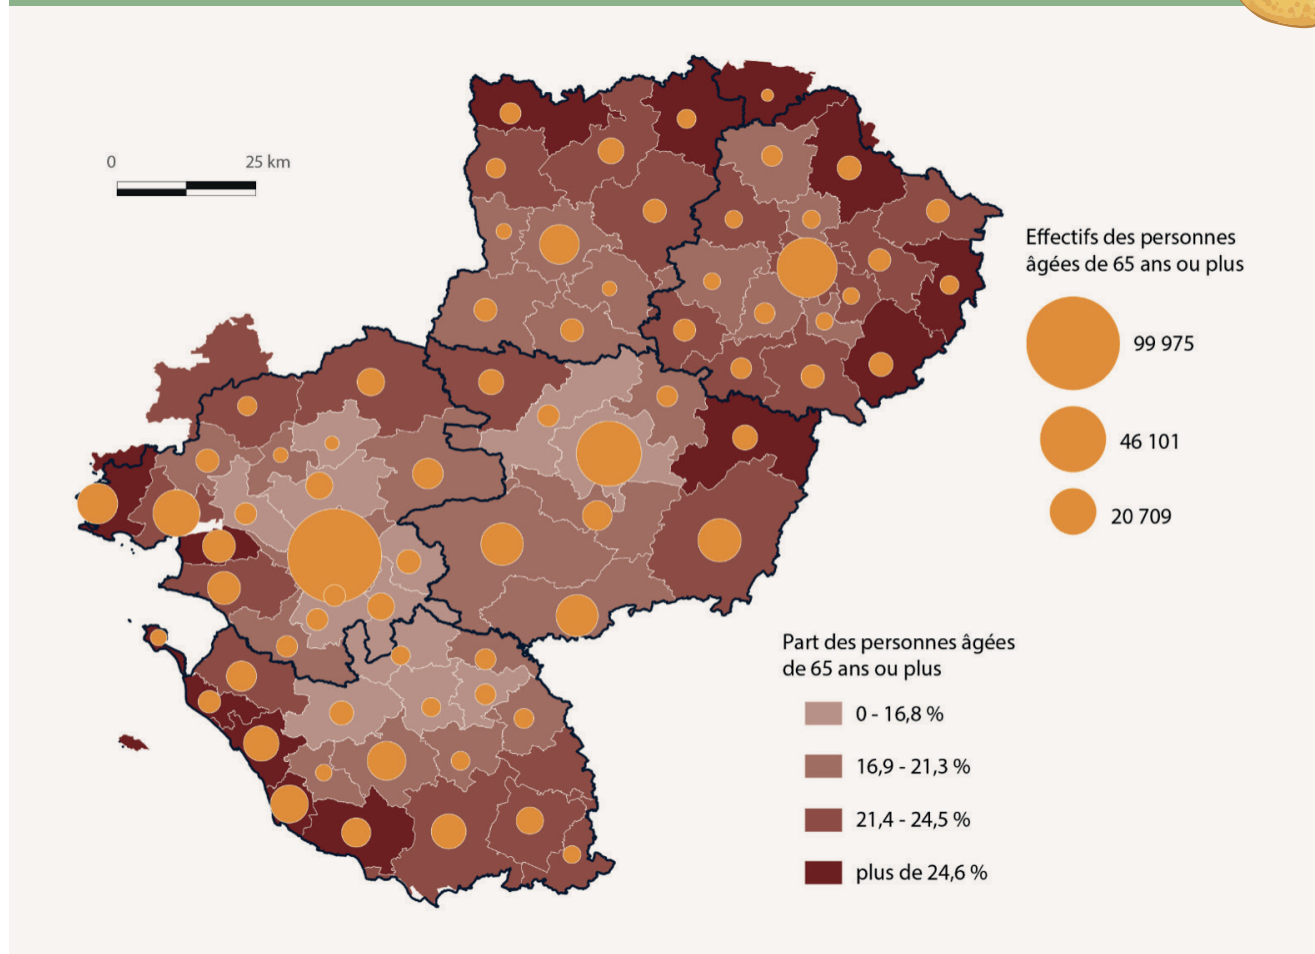 0
25 km
Effectifs des personnes
âgées de 65 ans ou plus
99 975
46 101
20 709
Part des personnes âgées
de 65 ans ou plus
0 - 16,8 %
16,9 - 21,3 %
21,4 - 24,5 %
plus de 24,6 %